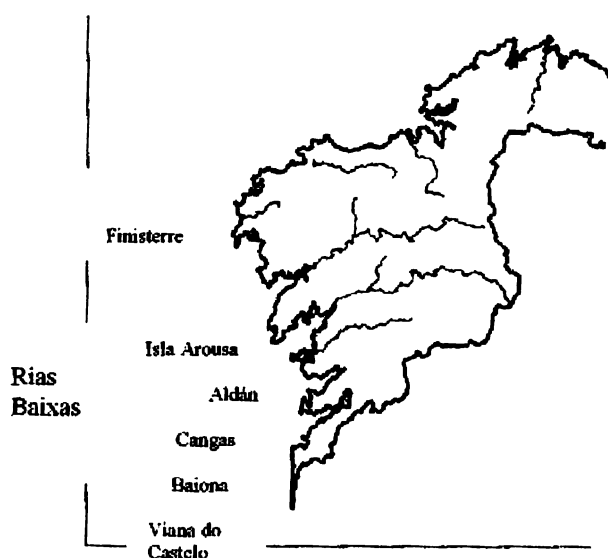 Finisterre
Isla Arousa
Rias
Baixas
Aldán
Cangas
Baiona
Viana do
Castelo